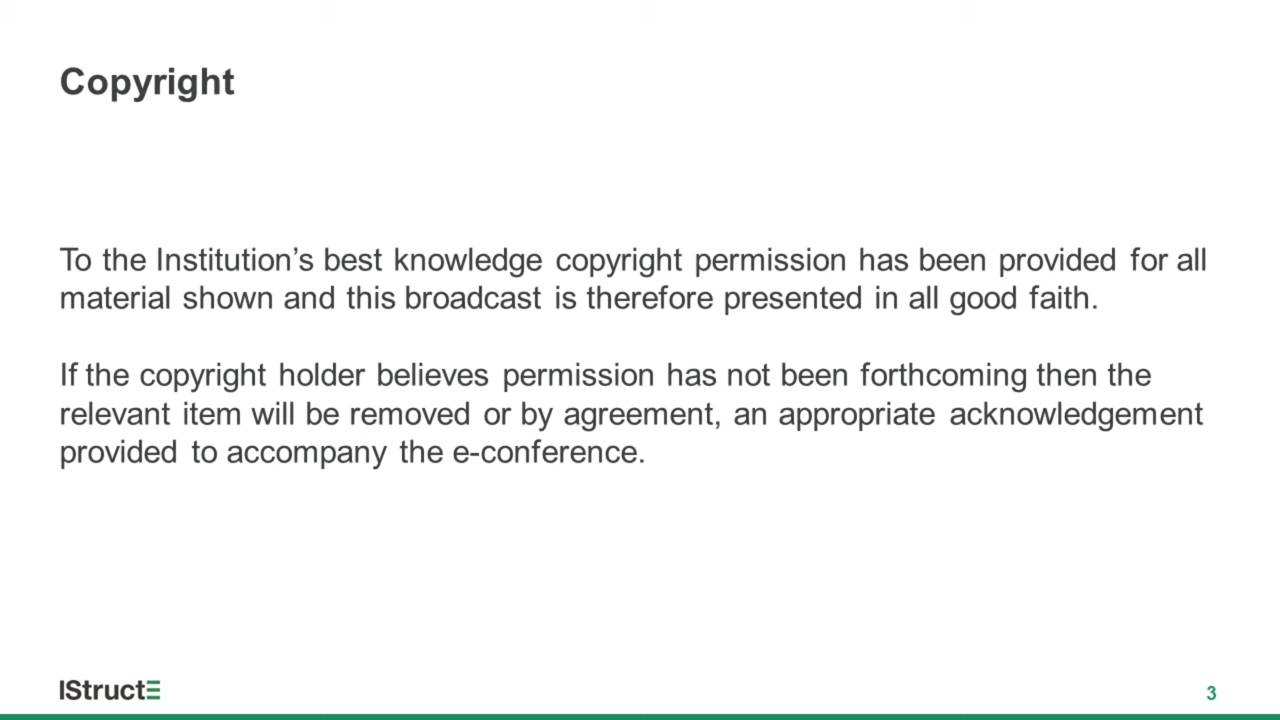 Copyright
To the Institution’s best knowledge copyright permission has been provided for all
material shown and this broadcast is therefore presented in all good faith.
If the copyright holder believes permission has not been forthcoming then the
relevant item will be removed or by agreement, an appropriate acknowledgement
provided to accompany the e-conference.
IStructE
3